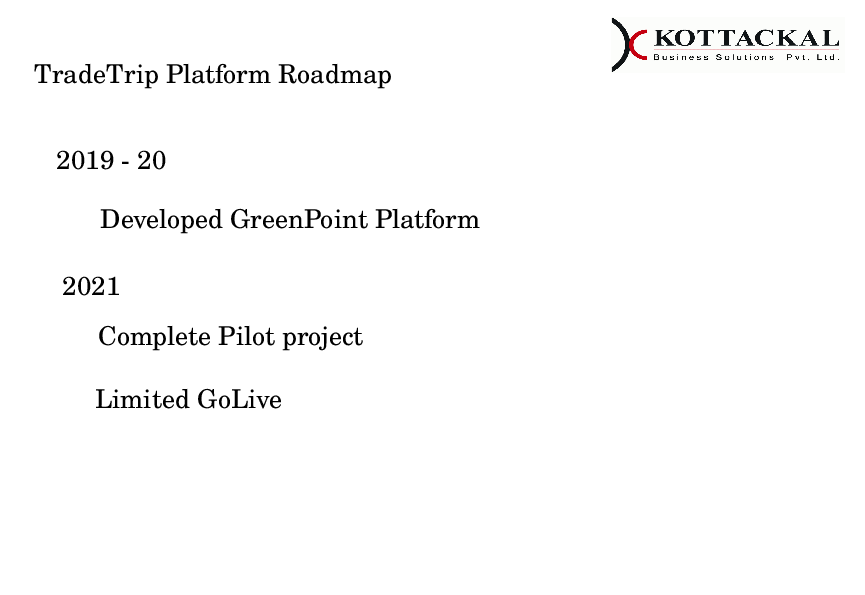 KOTTACKAL
Business Solutions Pvt. Ltd.
TradeTrip Platform Roadmap
2019 - 20
Developed GreenPoint Platform
2021
Complete Pilot project
Limited GoLive